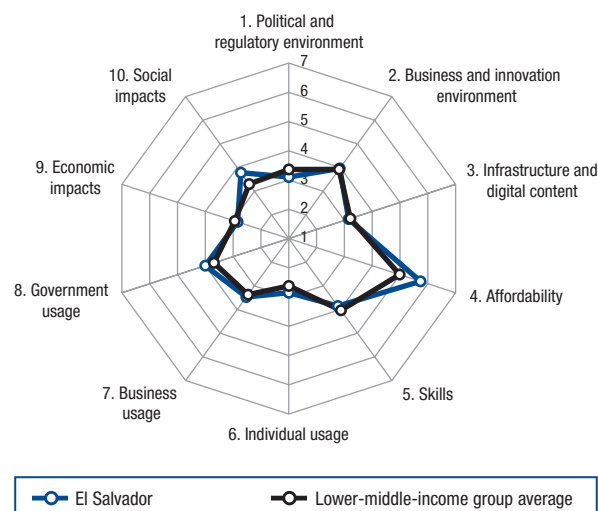 1. Political and
regulatory environment
2. Business and innovation
environment
3. Infrastructure and
digital content
4. Affordability
5. Skills
6. Individual usage
7. Business
usage
8. Government
usage
9. Economic
impacts
10. Social
impacts
7
6
5
4
3
2
1
El Salvador
Lower-middle-income group average